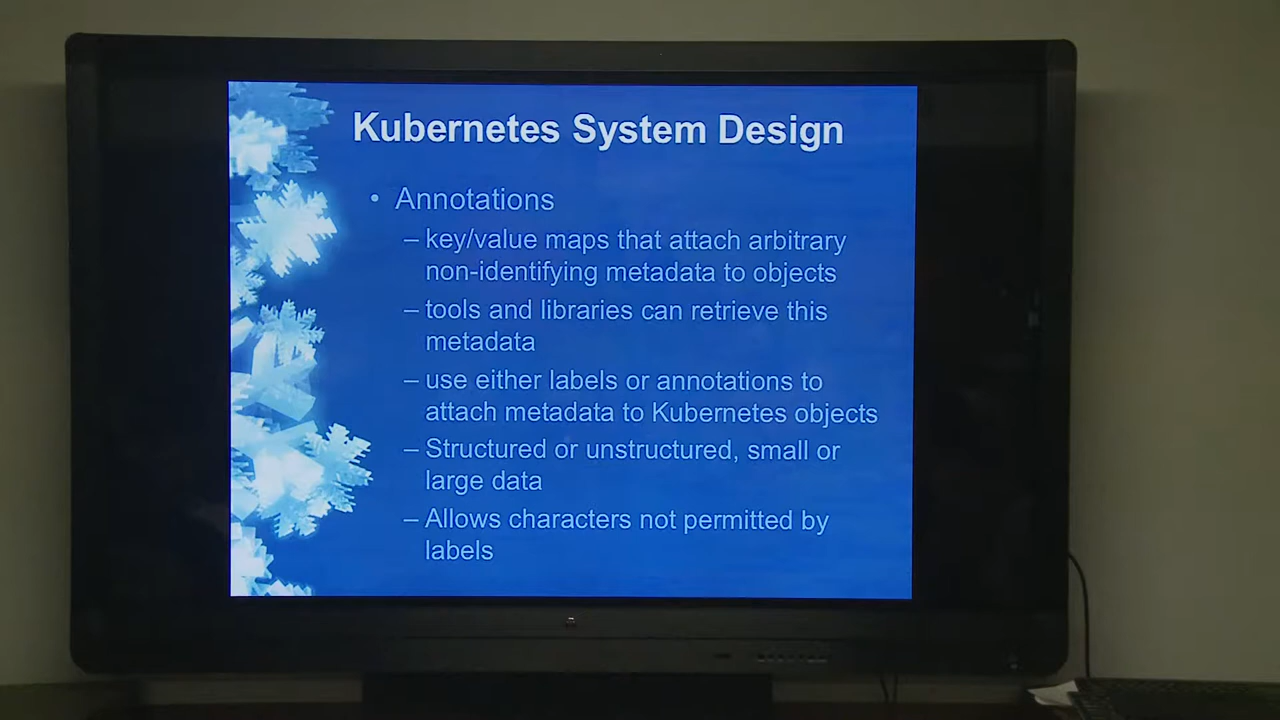 Kubernetes System Design
• Annotations
– key/value maps that attach arbitrary
non-identifying metadata to objects
– tools and libraries can retrieve this
metadata
– use either labels or annotations to
attach metadata to Kubernetes objects
– Structured or unstructured, small or
large data
– Allows characters not permitted by
labels